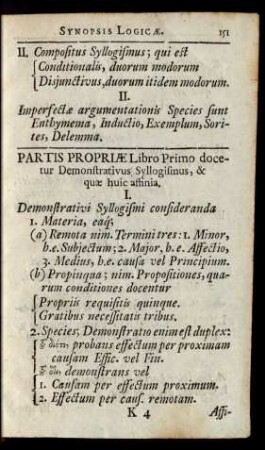 SYNOPSIS LOGICÆ. 151
II. Compositus Syllogismus; qui est
Conditionalis, duorum modorum
Disjunctivus, duorum itidem modorum.
II.
Imperfectæ argumentationis Species sunt
Enthymema, Inductio, Exemplum, Sori-
tes, Delemma.
PARTIS PROPRIÆ Libro Primo doce-
tur Demonstrativus Syllogismus, &
quæ huic affinia,
I.
Demonstrativi Syllogismi consideranda
1. Materia, eaq;
(a) Remota nim. Termini tres: 1. Minor,
h.e. Subjectum; 2. Major, h.e. Affectio,
3. Medius, h.e. causa vel Principium.
(b) Propinqua; nim. Propositiones, qua-
rum conditiones docentur
Propriis requisitis quinque.
Gratibus necessitatis tribus.
2. Species; Demonstratio enim est duplex:
probans effectum per proximam
causam Effic. vel Fin.
demonstrans vel
1. Causam per effectum proximum.
2. Effectum per caus. remotam.
K 4 Affi-